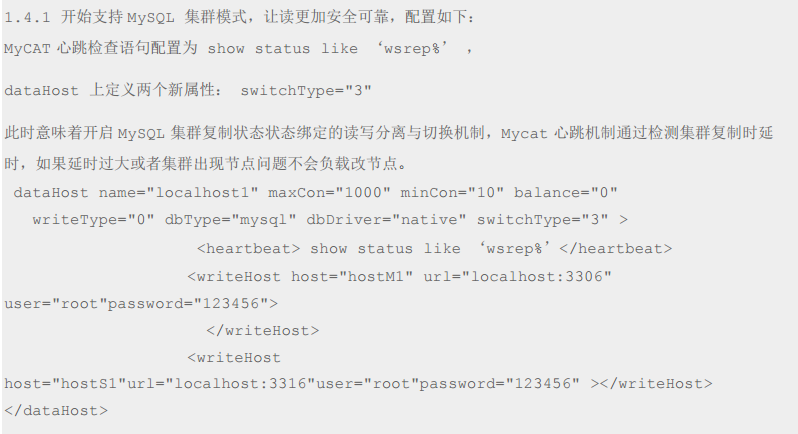 1.4.1 开始支持 MySQL 集群模式，让读更加安全可靠，配置如下：
MyCAT 心跳检查语句配置为 show status like ‘wsrep%’ ，
dataHost 上定义两个新属性： switchType="3"
此时意味着开启 MySQL 集群复制状态状态绑定的读写分离与切换机制，Mycat 心跳机制通过检测集群复制时延
时，如果延时过大或者集群出现节点问题不会负载改节点。
dataHost name="localhost1" maxCon="1000" minCon="10" balance="0"
writeType="0" dbType="mysql" dbDriver="native" switchType="3" >
<heartbeat> show status like ‘wsrep%’</heartbeat>
<writeHost host="hostM1" url="localhost:3306"
user="root"password="123456">
</writeHost>
<writeHost
host="hostS1"url="localhost:3316"user="root"password="123456" ></writeHost>
</dataHost>